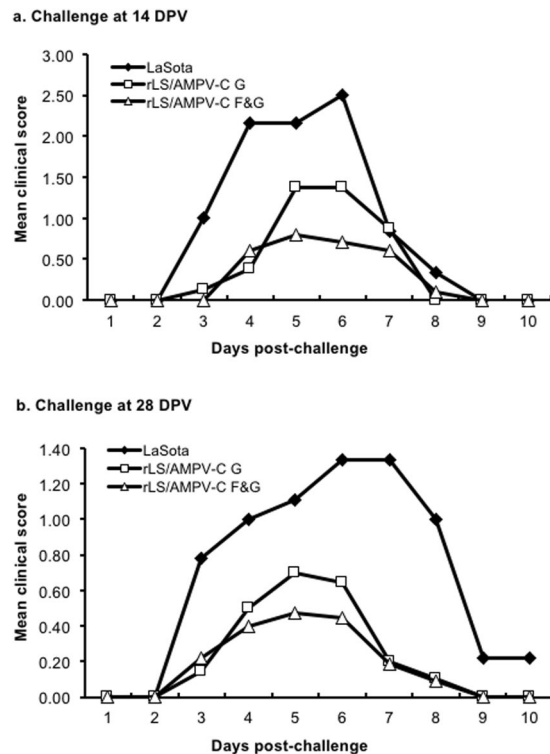 a. Challenge at 14 DPV
3.00
2.50
2.00
1.50
1.00
0.50
0.00
Mean clinical score
LaSota
rLS/AMPV-C G
rLS/AMPV-C F&G
1 2 3 4 5 6 7 8 9 10
Days post-challenge
b. Challenge at 28 DPV
1.40
1.20
1.00
0.80
0.60
0.40
0.20
0.00
Mean clinical score
LaSota
rLS/AMPV-C G
rLS/AMPV-C F&G
1 2 3 4 5 6 7 8 9 10
Days post-challenge